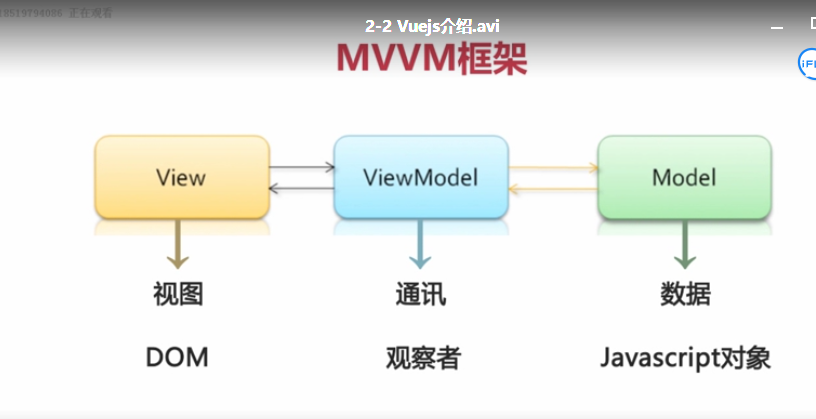 18519794086 正在观看
2-2 Vuejs介绍.avi
MVVM框架
View
ViewModel
Model
视图
通讯
数据
DOM
观察者
Javascript对象